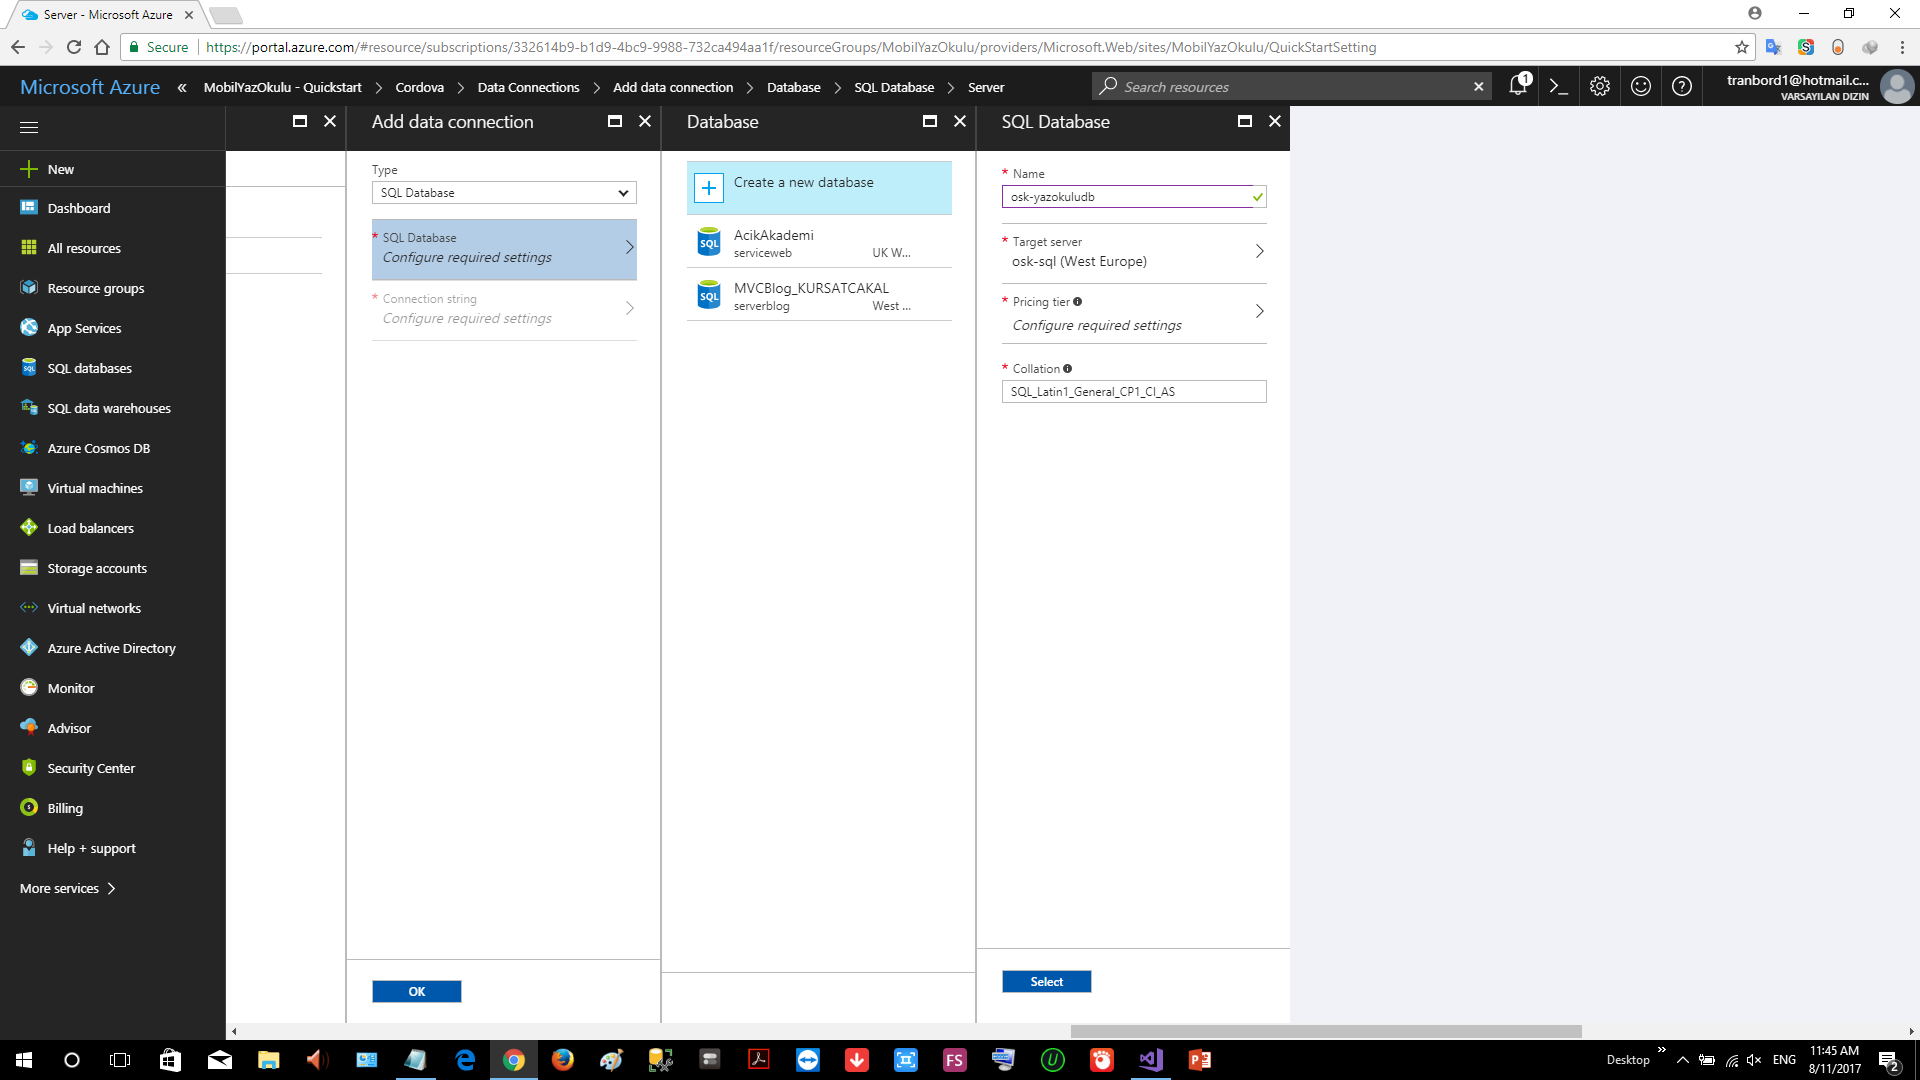 Server - Microsoft Azure
Secure
https://portal.azure.com/#resource/subscriptions/332614b9-b1d9-4bc9-9988-732ca494aa1f/resourceGroups/MobilYazOkulu/providers/Microsoft.Web/sites/MobilYazOkulu/QuickStartSetting
Microsoft Azure
MobilYazOkulu - Quickstart
Cordova
Data Connections
Add data connection
Database
SQL Database
Server
Search resources
1
tranbord1@hotmail.c...
VARSAYILAN DIZIN
New
Dashboard
All resources
Resource groups
App Services
SQL databases
SQL data warehouses
Azure Cosmos DB
Virtual machines
Load balancers
Storage accounts
Virtual networks
Azure Active Directory
Monitor
Advisor
Security Center
Billing
Help + support
More services
Add data connection
Type
SQL Database
* SQL Database
Configure required settings
* Connection string
Configure required settings
OK
Database
Create a new database
SQL
AcikAkademi
serviceweb UK W...
SQL
MVCBlog_KURSATCAKAL
serverblog West ...
SQL Database
* Name
osk-yazokuludb
* Target server
osk-sql (West Europe)
* Pricing tier
Configure required settings
* Collation
SQL_Latin1_General_CP1_CI_AS
Select
FS
Desktop
ENG
11:45 AM
8/11/2017
2